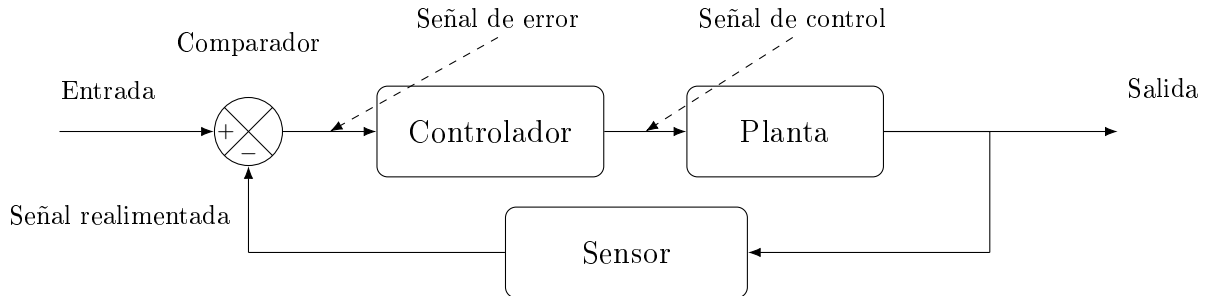 Señal de error
Señal de control
Comparador
Entrada
Salida
+
−
Controlador
Planta
Señal realimentada
Sensor